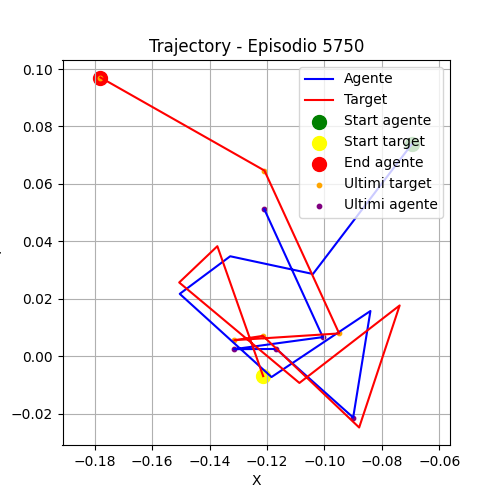 Trajectory - Episodio 5750
Agente
Target
Start agente
Start target
End agente
Ultimi target
Ultimi agente
0.10
0.08
0.06
0.04
0.02
0.00
−0.02
−0.18
−0.16
−0.14
−0.12
−0.10
−0.08
−0.06
X